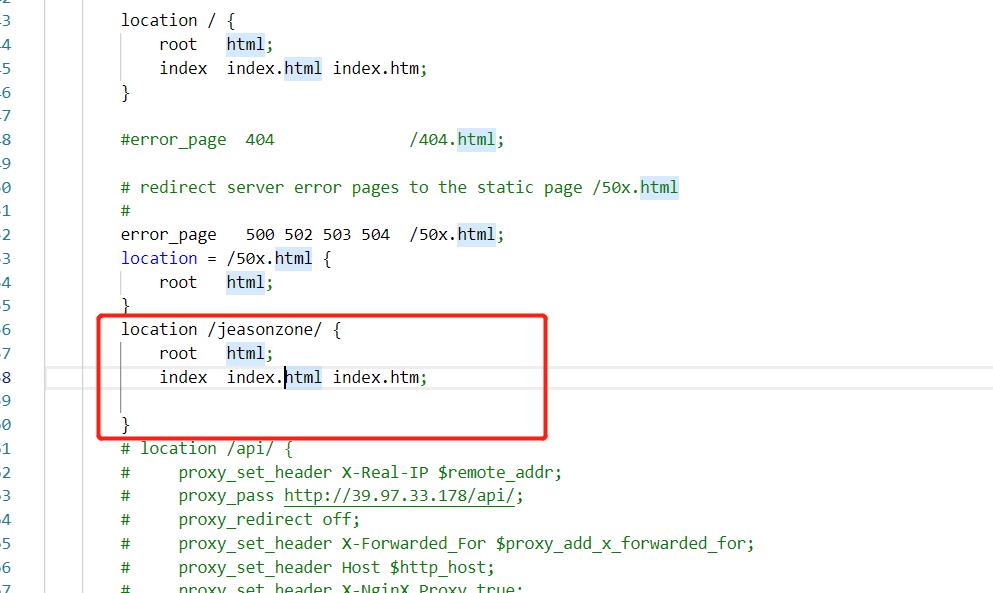 3 location / {
4 root html;
5 index index.html index.htm;
6 }
7
8 #error_page 404 /404.html;
9
0 # redirect server error pages to the static page /50x.html
1 #
2 error_page 500 502 503 504 /50x.html;
3 location = /50x.html {
4 root html;
5 }
6 location /jeasonzone/ {
7 root html;
8 index index.html index.htm;
9
0 }
1 # location /api/ {
2 # proxy_set_header X-Real-IP $remote_addr;
3 # proxy_pass http://39.97.33.178/api/;
4 # proxy_redirect off;
5 # proxy_set_header X-Forwarded_For $proxy_add_x_forwarded_for;
6 # proxy_set_header Host $http_host;
7 # proxy_set_header X-NginX_Proxy true;